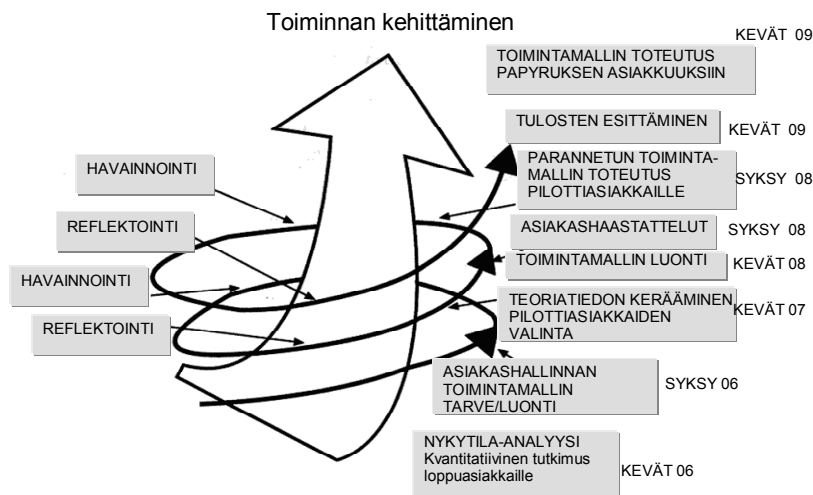 Toiminnan kehittäminen
KEVÄT 09
TOIMINTAMALLIN TOTEUTUS
PAPYRUKSEN ASIAKKUUKSIIN
TULOSTEN ESITTÄMINEN
KEVÄT 09
HAVAINNOINTI
PARANNETUN TOIMINTA-
MALLIN TOTEUTUS
PILOTTIASIAKKAILLE
SYKSY 08
REFLEKTOINTI
ASIAKASHAASTATTELUT
SYKSY 08
HAVAINNOINTI
TOIMINTAMALLIN LUONTI
KEVÄT 08
REFLEKTOINTI
TEORIATIEDON KERÄÄMINEN
PILOTTIASIAKKAIDEN
VALINTA
KEVÄT 07
ASIAKASHALLINNAN
TOIMINTAMALLIN
TARVE/LUONTI
SYKSY 06
NYKYTILA-ANALYYSI
Kvantitatiivinen tutkimus
loppuasiakkaille
KEVÄT 06